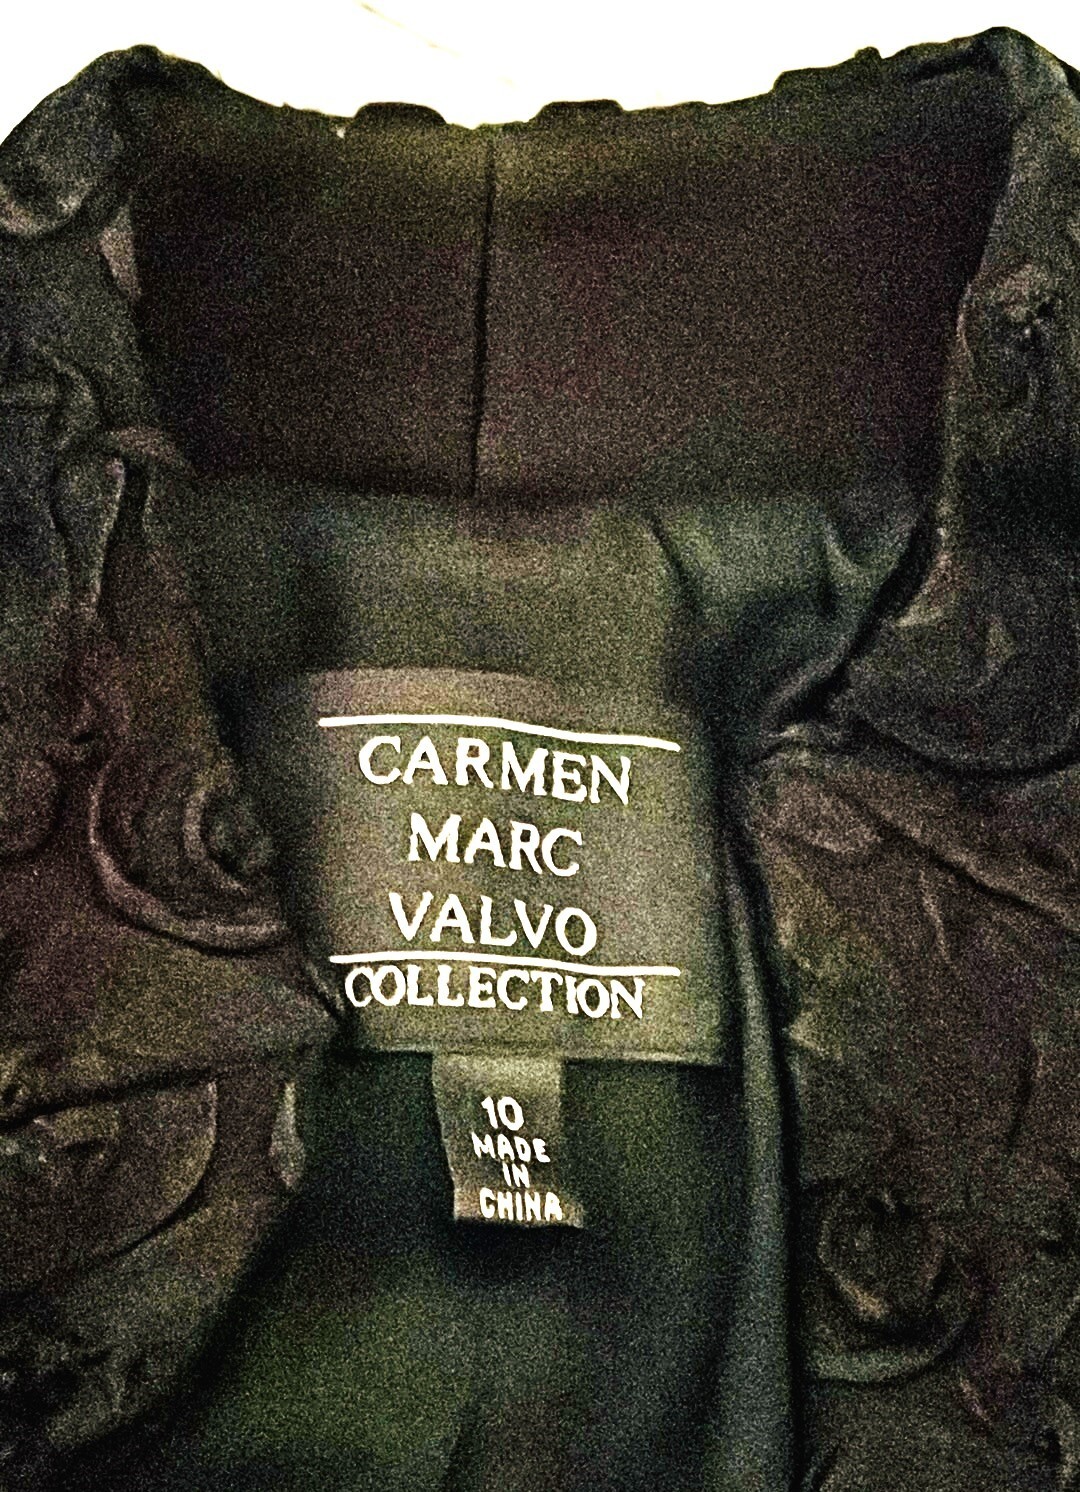 CARMEN
MARC
VALVO
COLLECTION
10
MADE
IN
CHINA